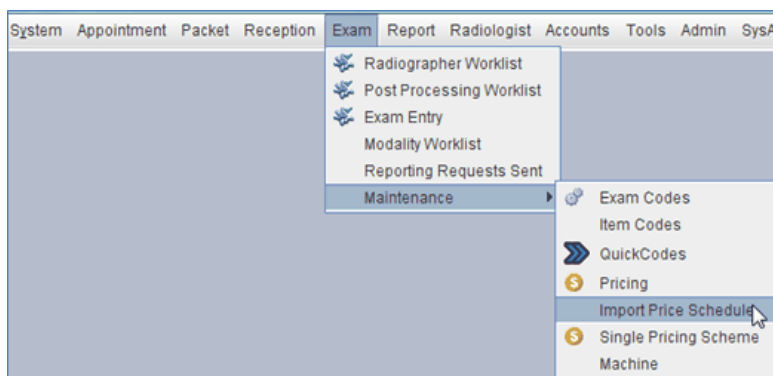 System Appointment Packet Reception Exam Report Radiologist Accounts Tools Admin
Radiographer Worklist
Post Processing Worklist
Exam Entry
Modality Worklist
Reporting Requests Sent
Maintenance
Exam Codes
Item Codes
QuickCodes
Pricing
Import Price Schedule
Single Pricing Scheme
Machine